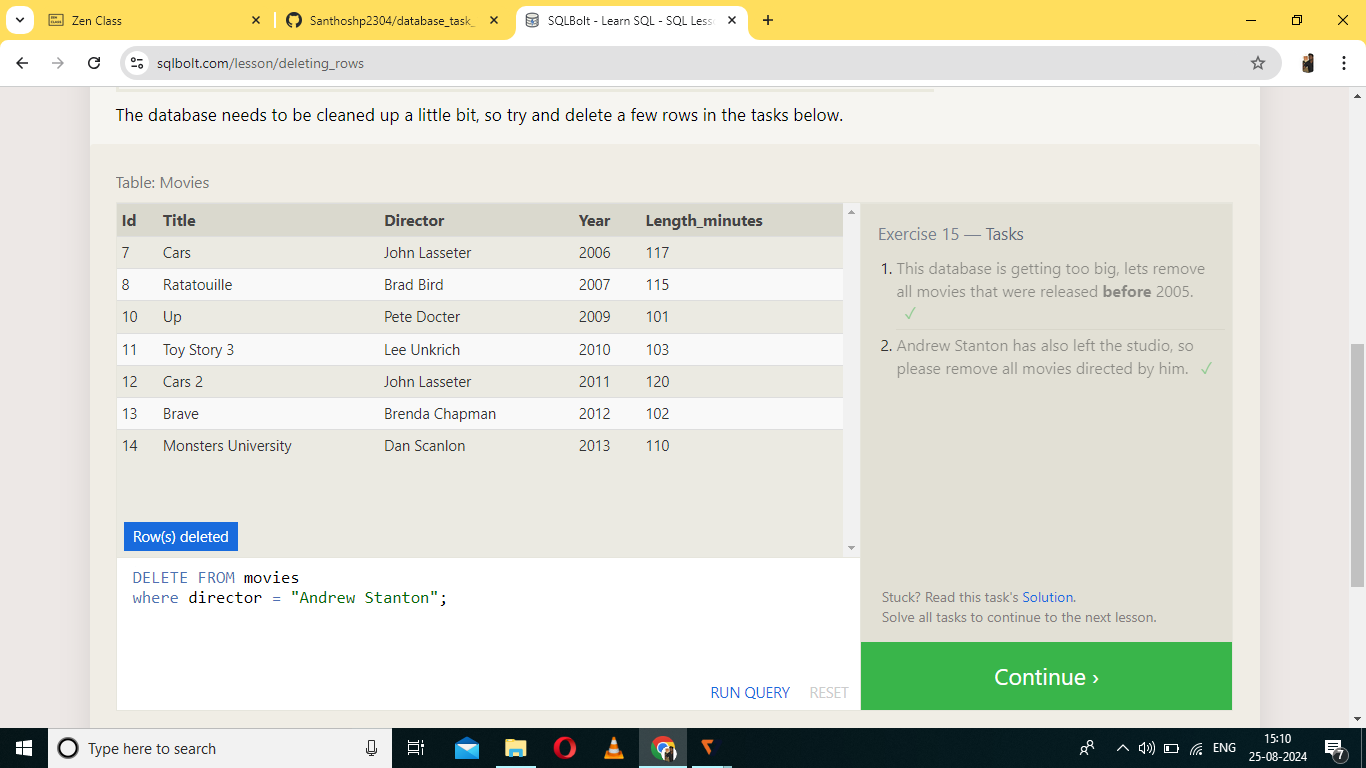 Zen Class
Santhoshp2304/database_task_
SQLBolt - Learn SQL - SQL Less
sqlbolt.com/lesson/deleting_rows
The database needs to be cleaned up a little bit, so try and delete a few rows in the tasks below.
Table: Movies
Id Title Director Year Length_minutes
7 Cars John Lasseter 2006 117
8 Ratatouille Brad Bird 2007 115
10 Up Pete Docter 2009 101
11 Toy Story 3 Lee Unkrich 2010 103
12 Cars 2 John Lasseter 2011 120
13 Brave Brenda Chapman 2012 102
14 Monsters University Dan Scanlon 2013 110
Row(s) deleted
DELETE FROM movies
where director = "Andrew Stanton";
RUN QUERY RESET
Exercise 15 — Tasks
1. This database is getting too big, lets remove
all movies that were released before 2005.
✓
2. Andrew Stanton has also left the studio, so
please remove all movies directed by him. ✓
Stuck? Read this task's Solution.
Solve all tasks to continue to the next lesson.
Continue ›
Type here to search
ENG
15:10
25-08-2024
7